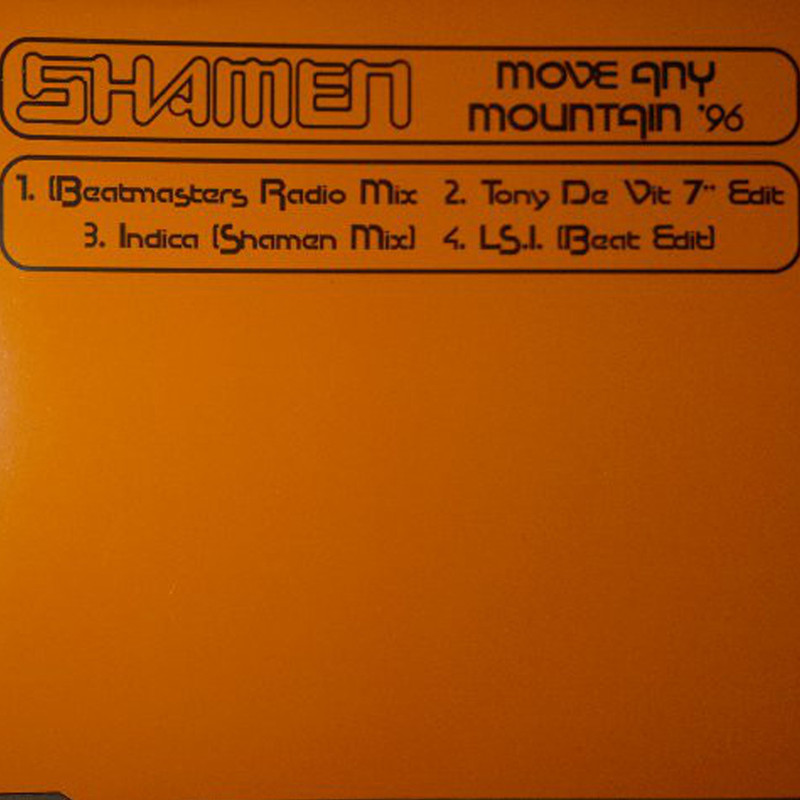 SHAMEN
MOVE ANY
MOUNTAIN '96
1. (Beatmasters Radio Mix 2. Tony De Vit 7" Edit
3. Indica (Shamen Mix) 4. L.S.I. (Beat Edit)